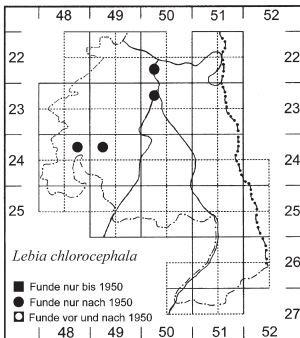 48 49 50 51 52
22 22
23 23
24 24
25 25
Lebia chlorocephala
26
Funde nur bis 1950
Funde nur nach 1950
Funde vor und nach 1950
27
48 49 50 51 52